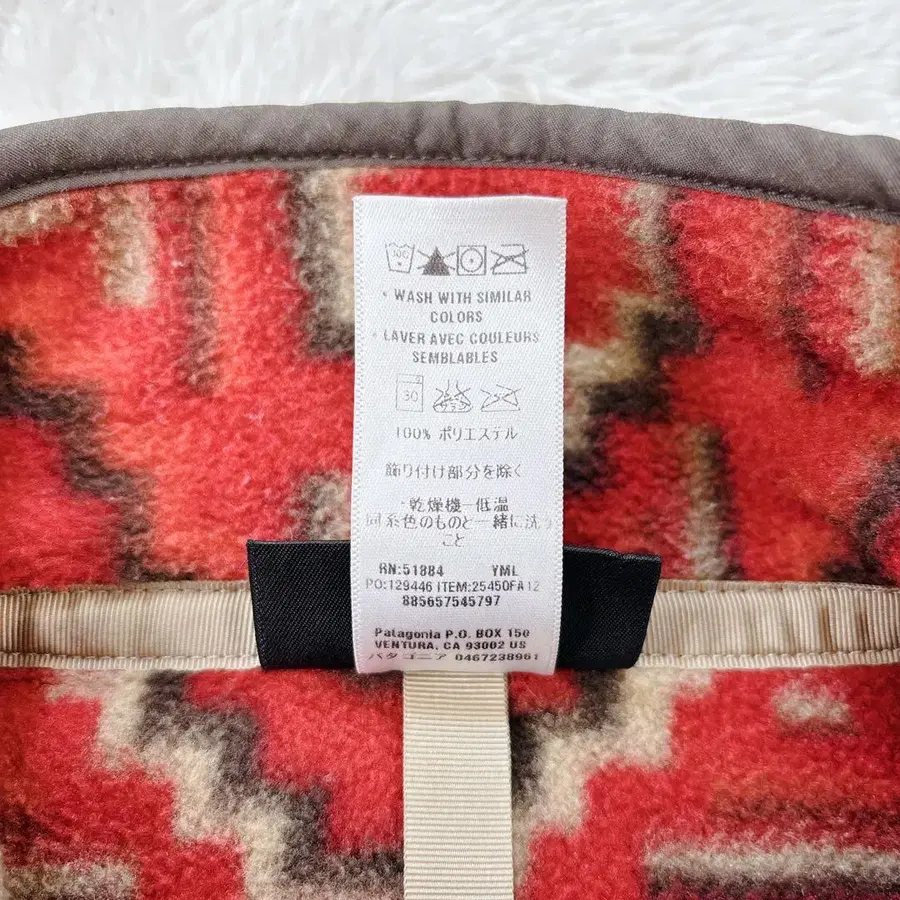 • WASH WITH SIMILAR
COLORS
• LAVER AVEC COULEURS
SEMBLABLES
30
100% ポリエステル
飾り付け部分を除く
・乾燥機一低温
同系色のものと一緒に洗う
こと
RN:51884 YML
PO:129446 ITEM:25450FA12
885657545797
Patagonia P.O. BOX 150
VENTURA, CA 93002 US
パタゴニア 0467238961